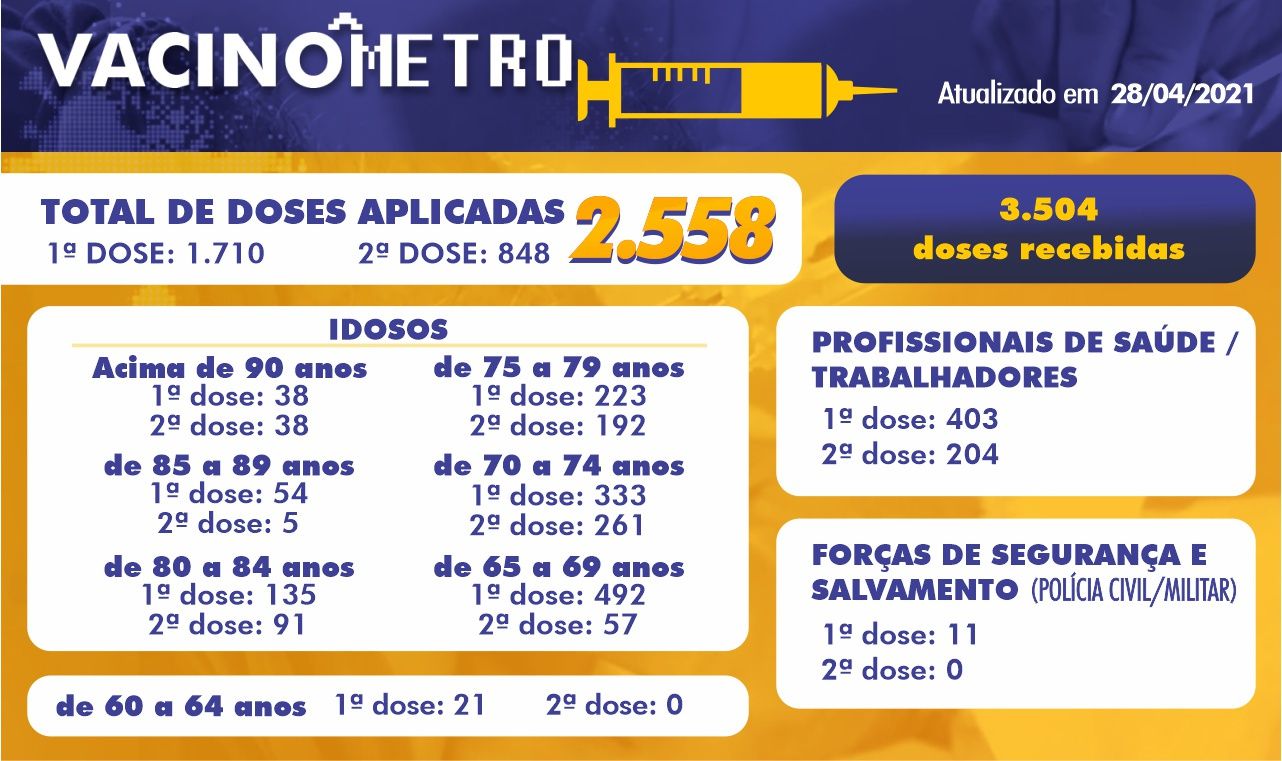 VACINÔMETRO
Atualizado em 28/04/2021
TOTAL DE DOSES APLICADAS 2.558
1ª DOSE: 1.710 2ª DOSE: 848
3.504
doses recebidas
IDOSOS
Acima de 90 anos
1ª dose: 38
2ª dose: 38
de 85 a 89 anos
1ª dose: 54
2ª dose: 5
de 80 a 84 anos
1ª dose: 135
2ª dose: 91
de 75 a 79 anos
1ª dose: 223
2ª dose: 192
de 70 a 74 anos
1ª dose: 333
2ª dose: 261
de 65 a 69 anos
1ª dose: 492
2ª dose: 57
de 60 a 64 anos 1ª dose: 21 2ª dose: 0
PROFISSIONAIS DE SAÚDE /
TRABALHADORES
1ª dose: 403
2ª dose: 204
FORÇAS DE SEGURANÇA E
SALVAMENTO (POLÍCIA CIVIL/MILITAR)
1ª dose: 11
2ª dose: 0